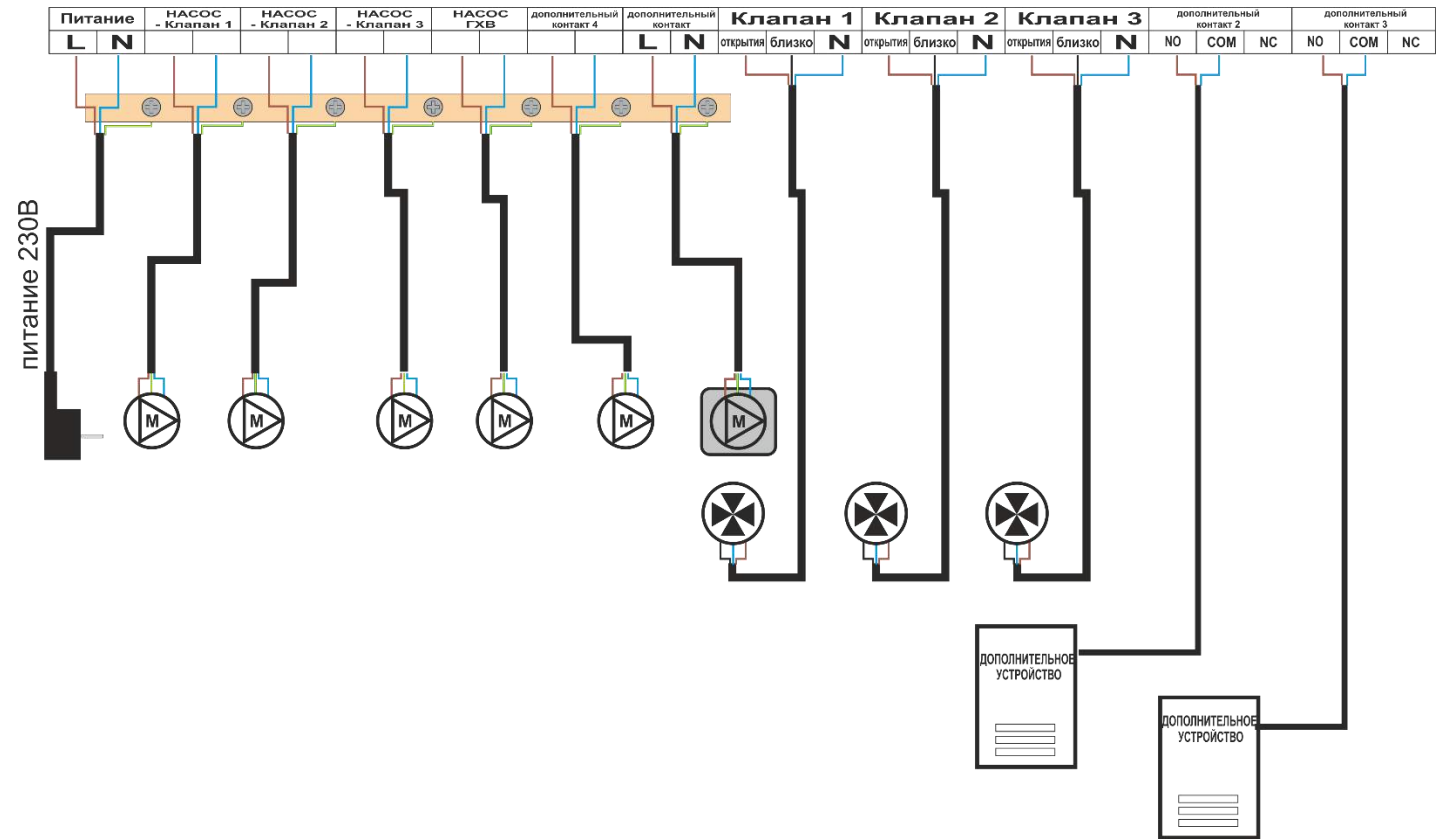 Питание
НАСОС
- Клапан 1
НАСОС
- Клапан 2
НАСОС
- Клапан 3
НАСОС
ГХВ
дополнительный
контакт 4
дополнительный
контакт
Клапан 1
Клапан 2
Клапан 3
дополнительный
контакт 2
дополнительный
контакт 3
L N L N открытия близко N открытия близко N открытия близко N NO COM NC NO COM NC
питание 230В
M M M M M M
ДОПОЛНИТЕЛЬНОЕ
УСТРОЙСТВО
ДОПОЛНИТЕЛЬНОЕ
УСТРОЙСТВО